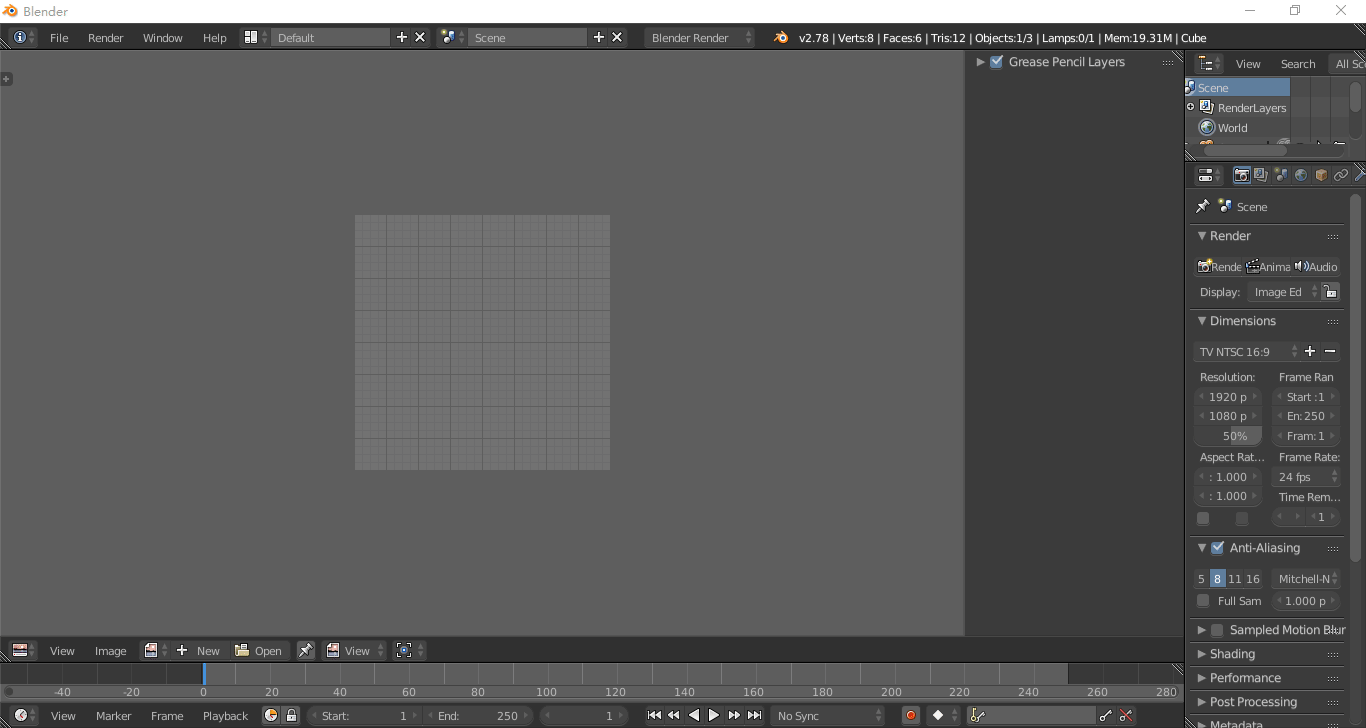 Blender
File Render Window Help Default Scene Blender Render v2.78 | Verts:8 | Faces:6 | Tris:12 | Objects:1/3 | Lamps:0/1 | Mem:19.31M | Cube
Grease Pencil Layers
View Search All Sc
Scene
RenderLayers
World
Scene
Render
Rende Anima Audio
Display: Image Ed
Dimensions
TV NTSC 16:9
Resolution: Frame Ran
1920 p Start :1
1080 p En: 250
50% Fram: 1
Aspect Rat... Frame Rate:
: 1.000 24 fps
: 1.000 Time Rem...
1
Anti-Aliasing
5 8 11 16 Mitchell-N
Full Sam 1.000 p
Sampled Motion Blur
Shading
Performance
Post Processing
Metadata
View Image New Open View
-40 -20 0 20 40 60 80 100 120 140 160 180 200 220 240 260 280
View Marker Frame Playback Start: 1 End: 250 1 No Sync